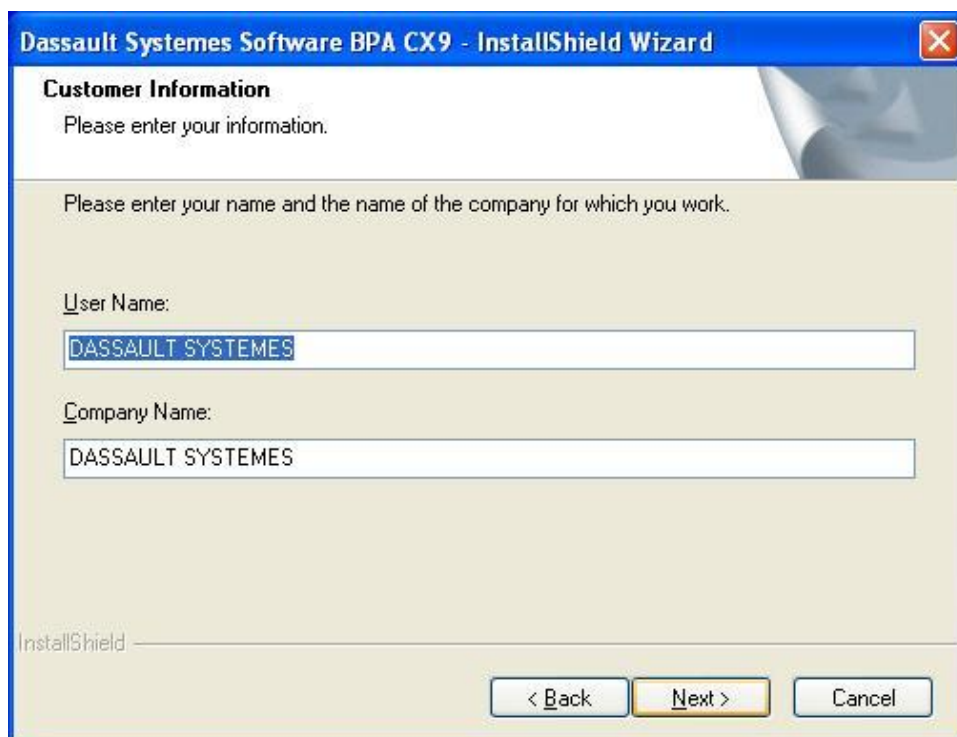 Dassault Systemes Software BPA CX9 - InstallShield Wizard
Customer Information
Please enter your information.
Please enter your name and the name of the company for which you work.
User Name:
DASSAULT SYSTEMES
Company Name:
DASSAULT SYSTEMES
InstallShield
< Back Next > Cancel